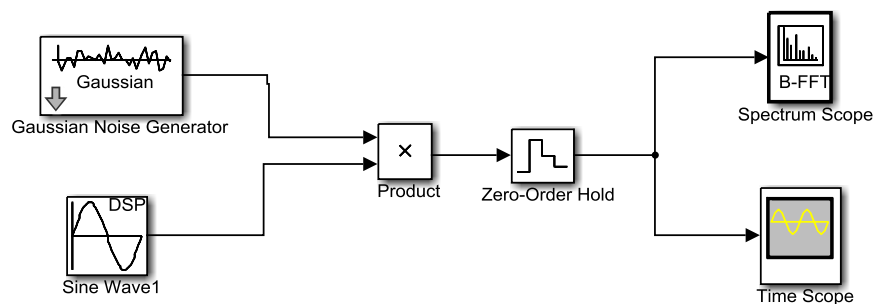 Gaussian
Gaussian Noise Generator
DSP
Sine Wave1
×
Product
Zero-Order Hold
B-FFT
Spectrum Scope
Time Scope